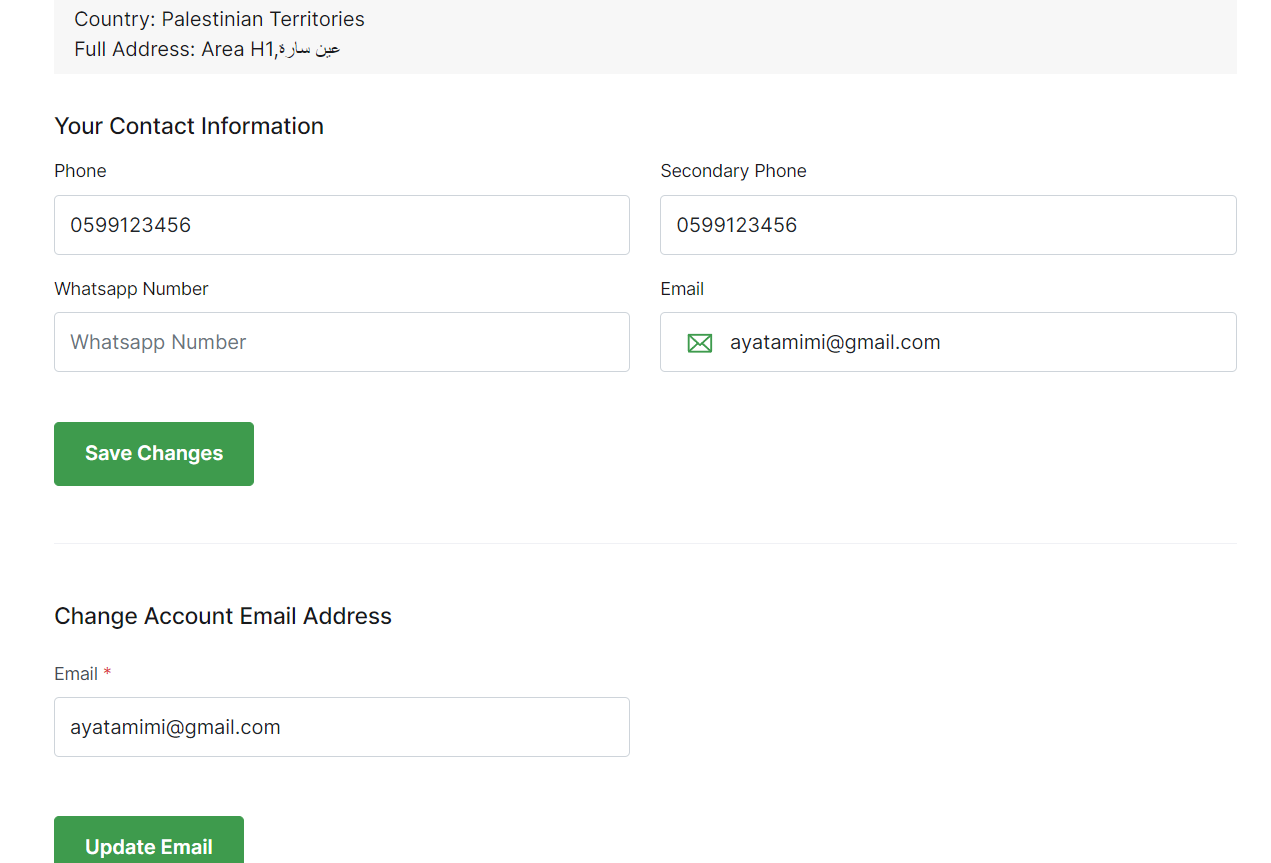 Country: Palestinian Territories
Full Address: Area H1,عين سارة
Your Contact Information
Phone
Secondary Phone
0599123456
0599123456
Whatsapp Number
Email
Whatsapp Number
ayatamimi@gmail.com
Save Changes
Change Account Email Address
Email *
ayatamimi@gmail.com
Update Email